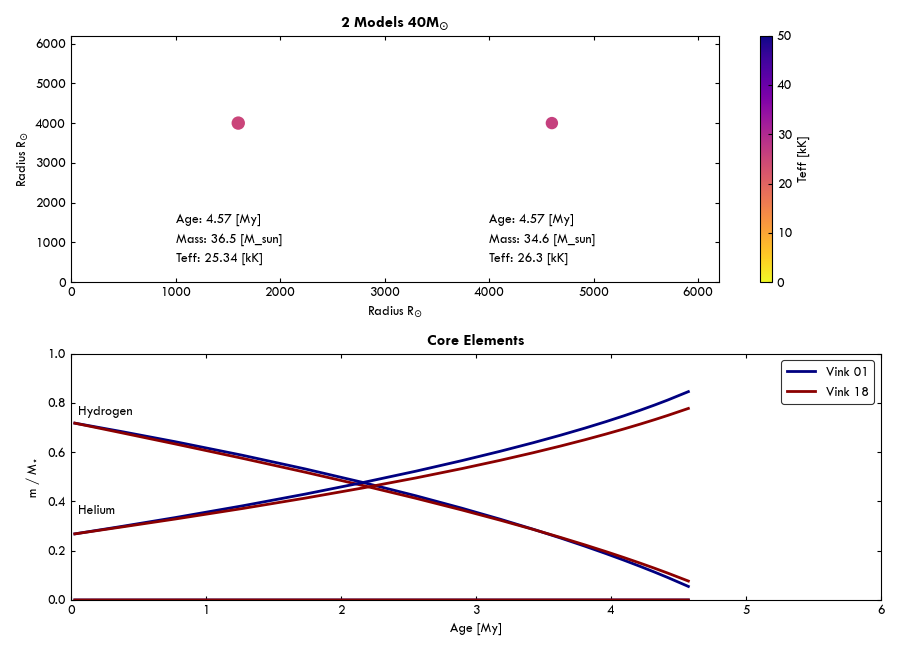 2 Models 40M⊙
6000
5000
4000
3000
2000
1000
0
Radius R⊙
Age: 4.57 [My]
Mass: 36.5 [M_sun]
Teff: 25.34 [kK]
Age: 4.57 [My]
Mass: 34.6 [M_sun]
Teff: 26.3 [kK]
0 1000 2000 3000 4000 5000 6000
Radius R⊙
50
40
30
20
10
0
Teff [kK]
Core Elements
1.0
0.8
0.6
0.4
0.2
0.0
m / M⋆
Hydrogen
Helium
Vink 01
Vink 18
0 1 2 3 4 5 6
Age [My]